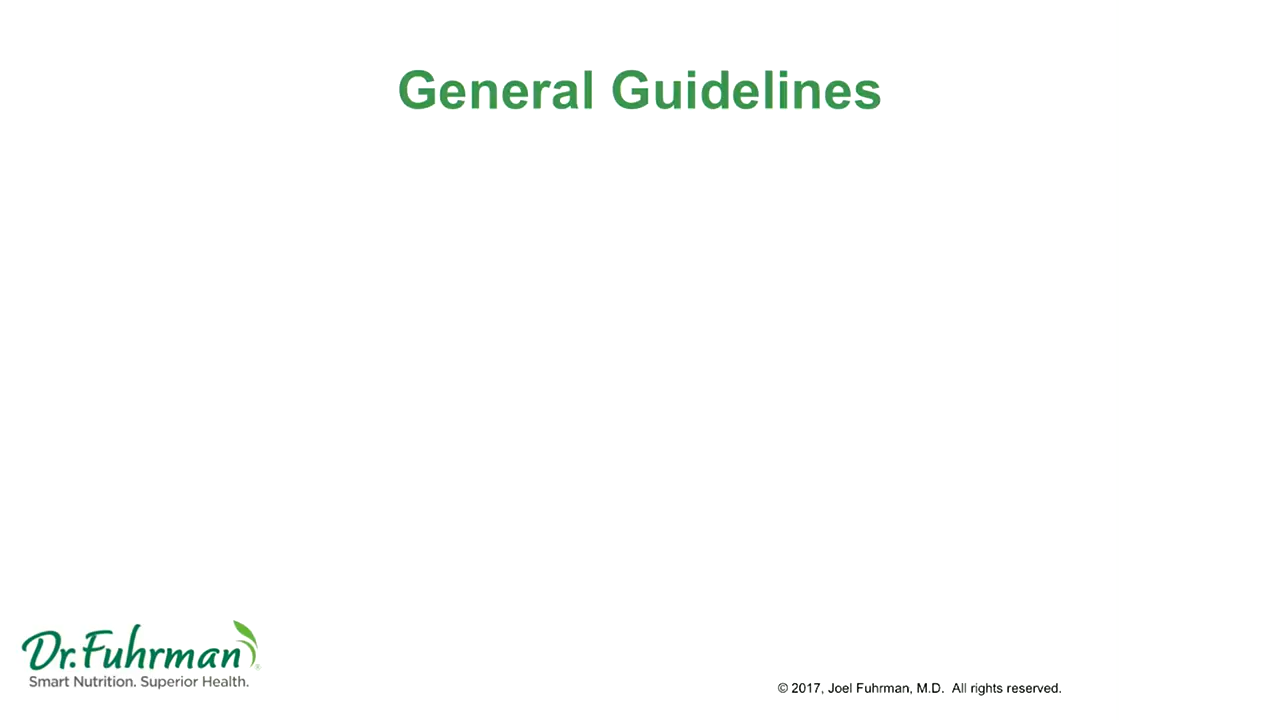 General Guidelines
Dr. Fuhrman®
Smart Nutrition. Superior Health.
© 2017, Joel Fuhrman, M.D. All rights reserved.